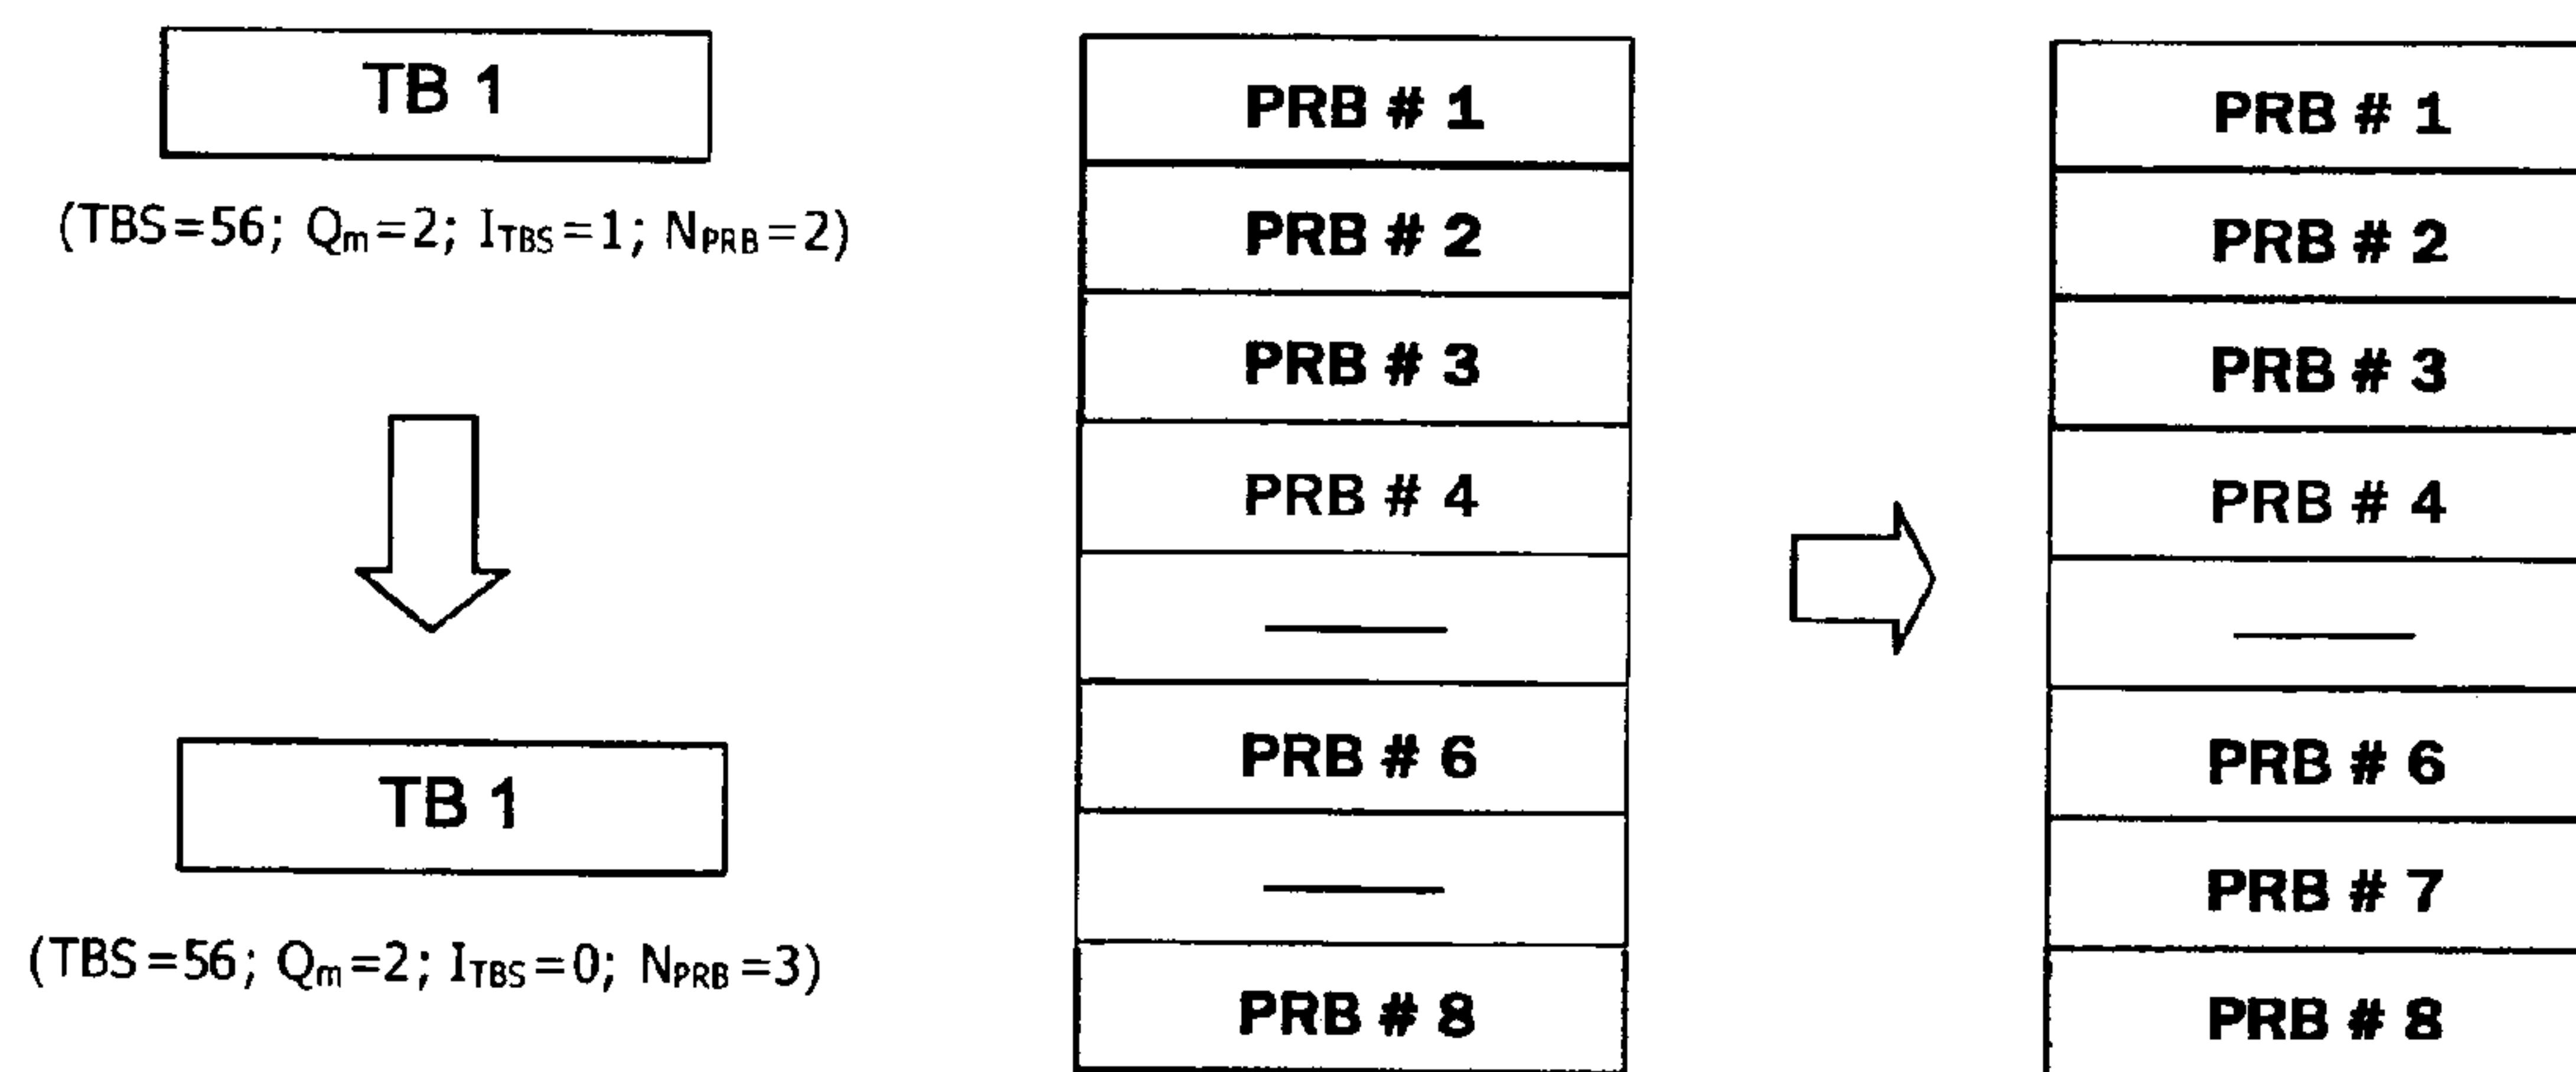 TB 1
(TBS=56; Qm=2; ITBS=1; NPRB=2)
TB 1
(TBS=56; Qm=2; ITBS=0; NPRB=3)
PRB # 1
PRB # 2
PRB # 3
PRB # 4
PRB # 6
PRB # 8
PRB # 1
PRB # 2
PRB # 3
PRB # 4
PRB # 6
PRB # 7
PRB # 8